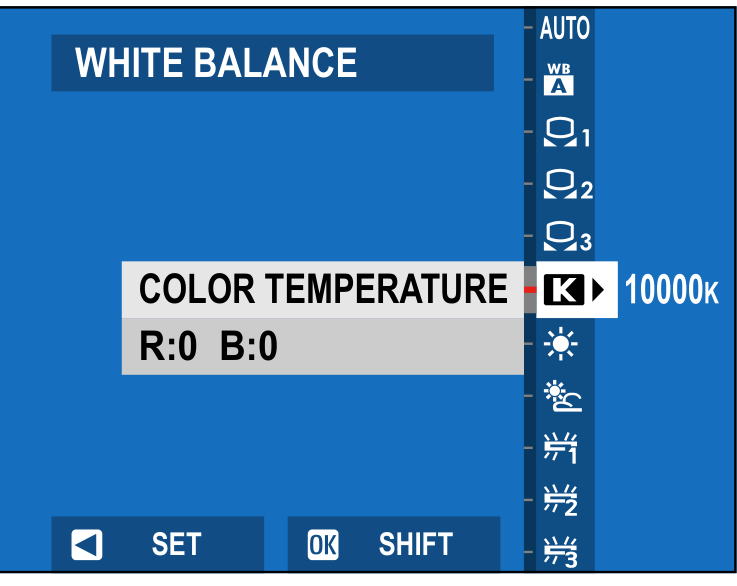 WHITE BALANCE
AUTO
WB
A
1
2
3
COLOR TEMPERATURE
K
10000K
R:0 B:0
1
2
3
SET
OK SHIFT